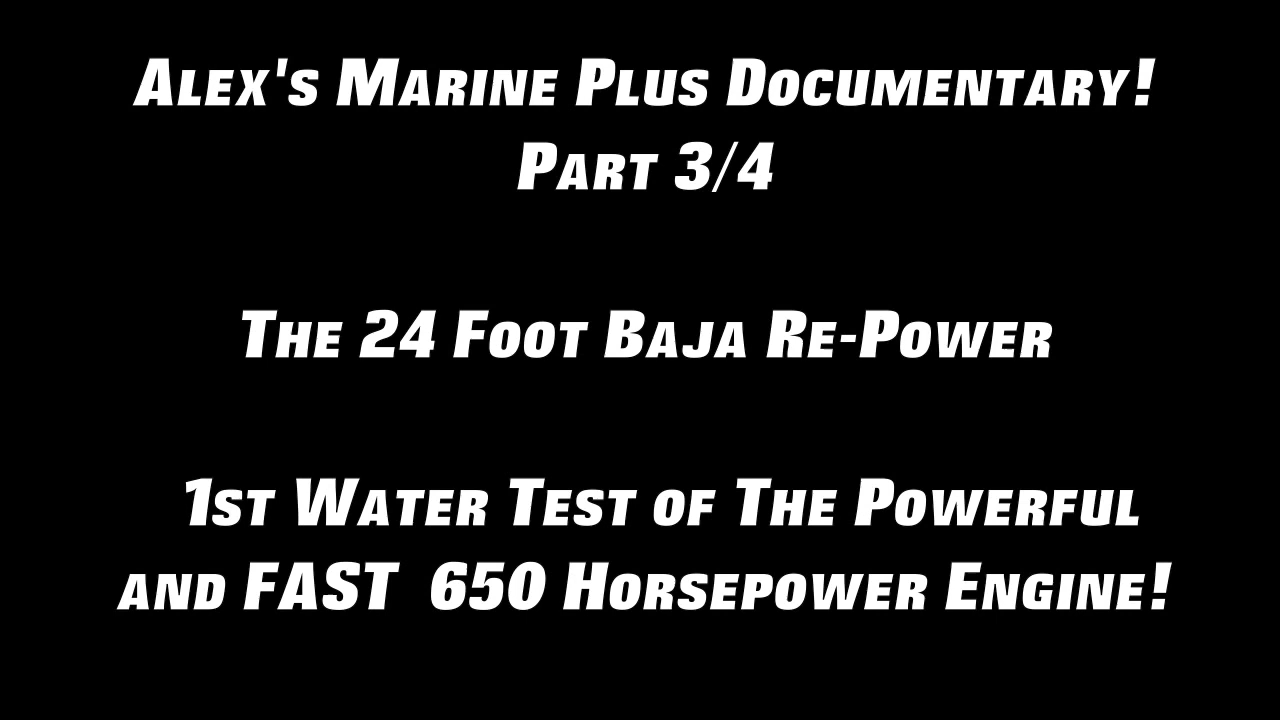 Alex's Marine Plus Documentary!
Part 3/4
The 24 Foot Baja Re-Power
1st Water Test of The Powerful
and FAST 650 Horsepower Engine!